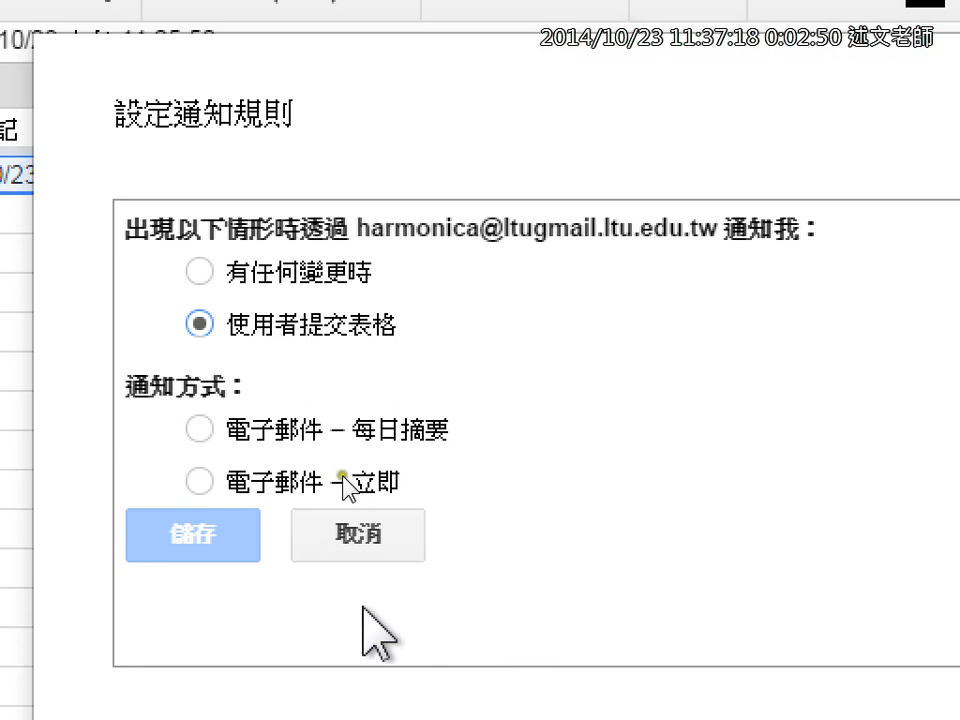 2014/10/23 11:37:18 0:02:50 述文老師
設定通知規則
記
0/23
出現以下情形時透過 harmonica@ltugmail.ltu.edu.tw 通知我：
有任何變更時
使用者提交表格
通知方式：
電子郵件 – 每日摘要
電子郵件 – 立即
儲存
取消